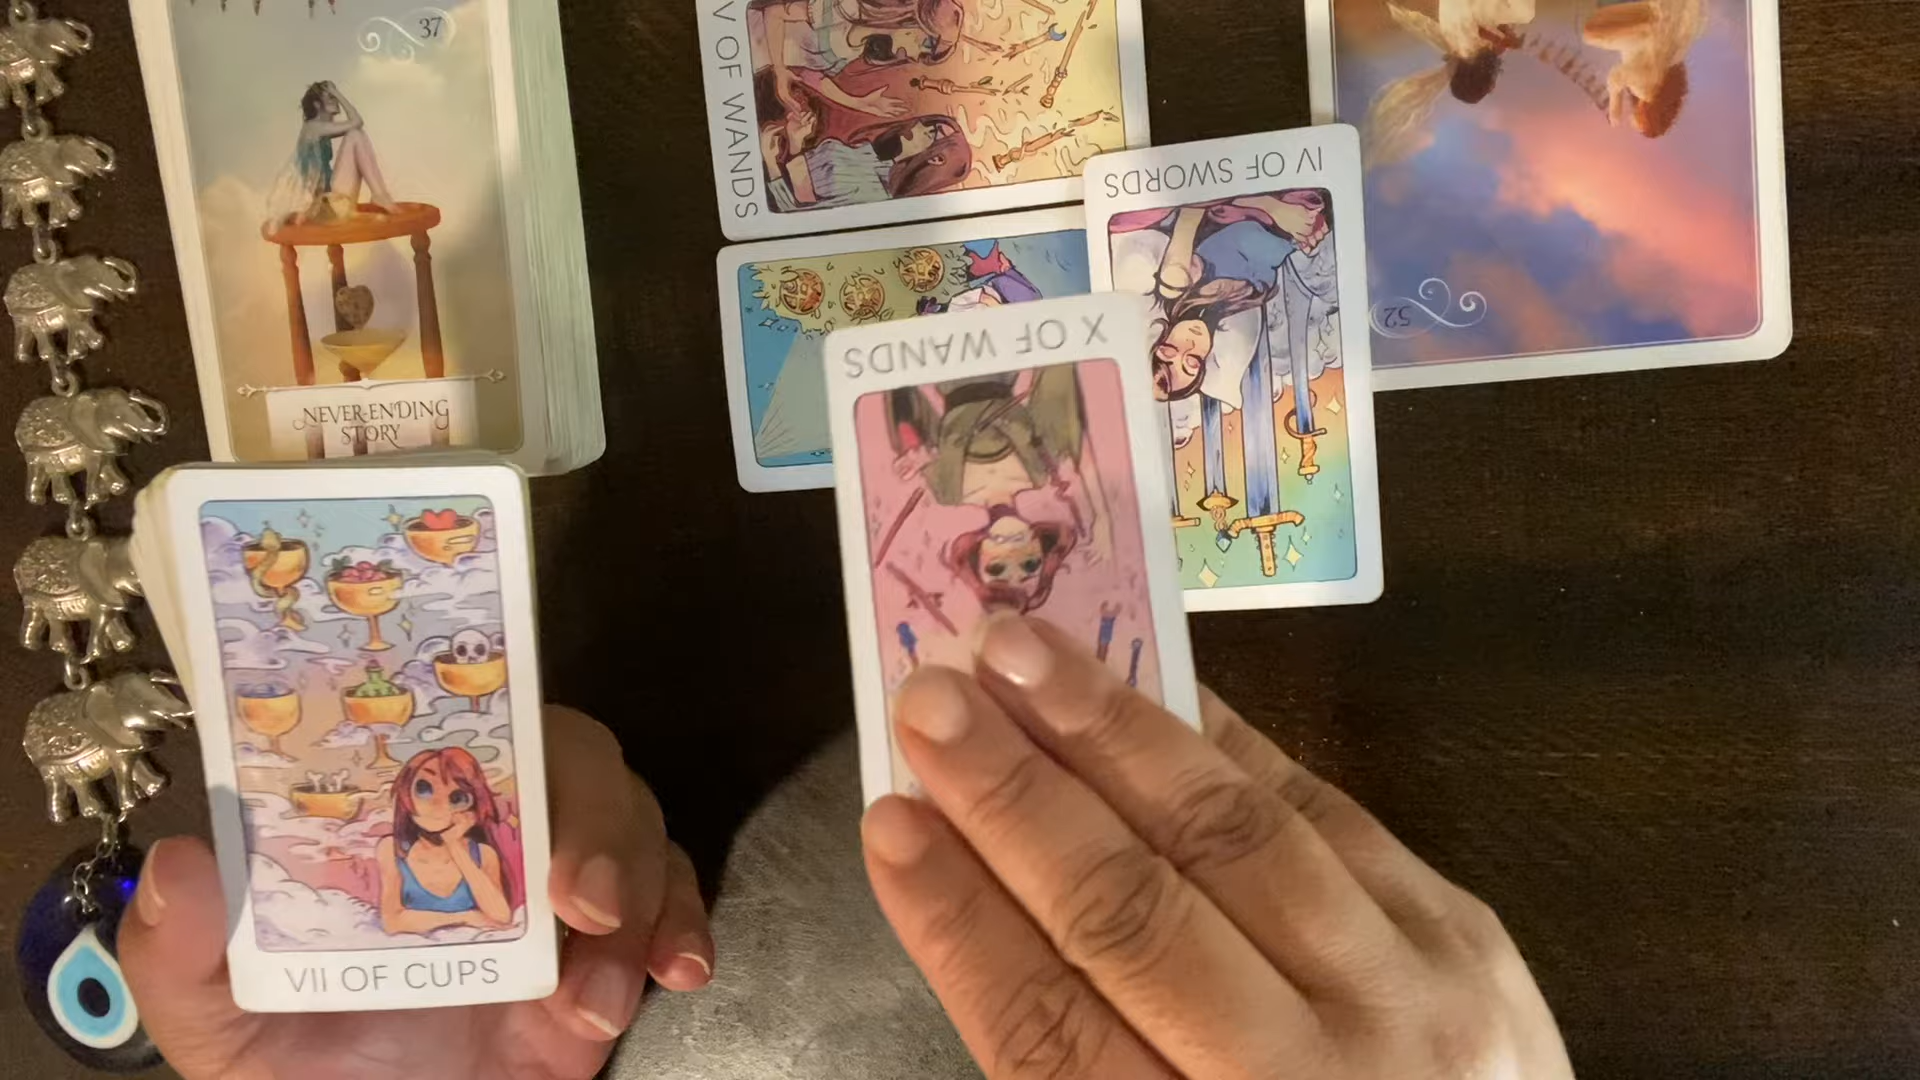 37
NEVER-ENDING
STORY
V OF WANDS
IV OF SWORDS
52
X OF WANDS
VII OF CUPS